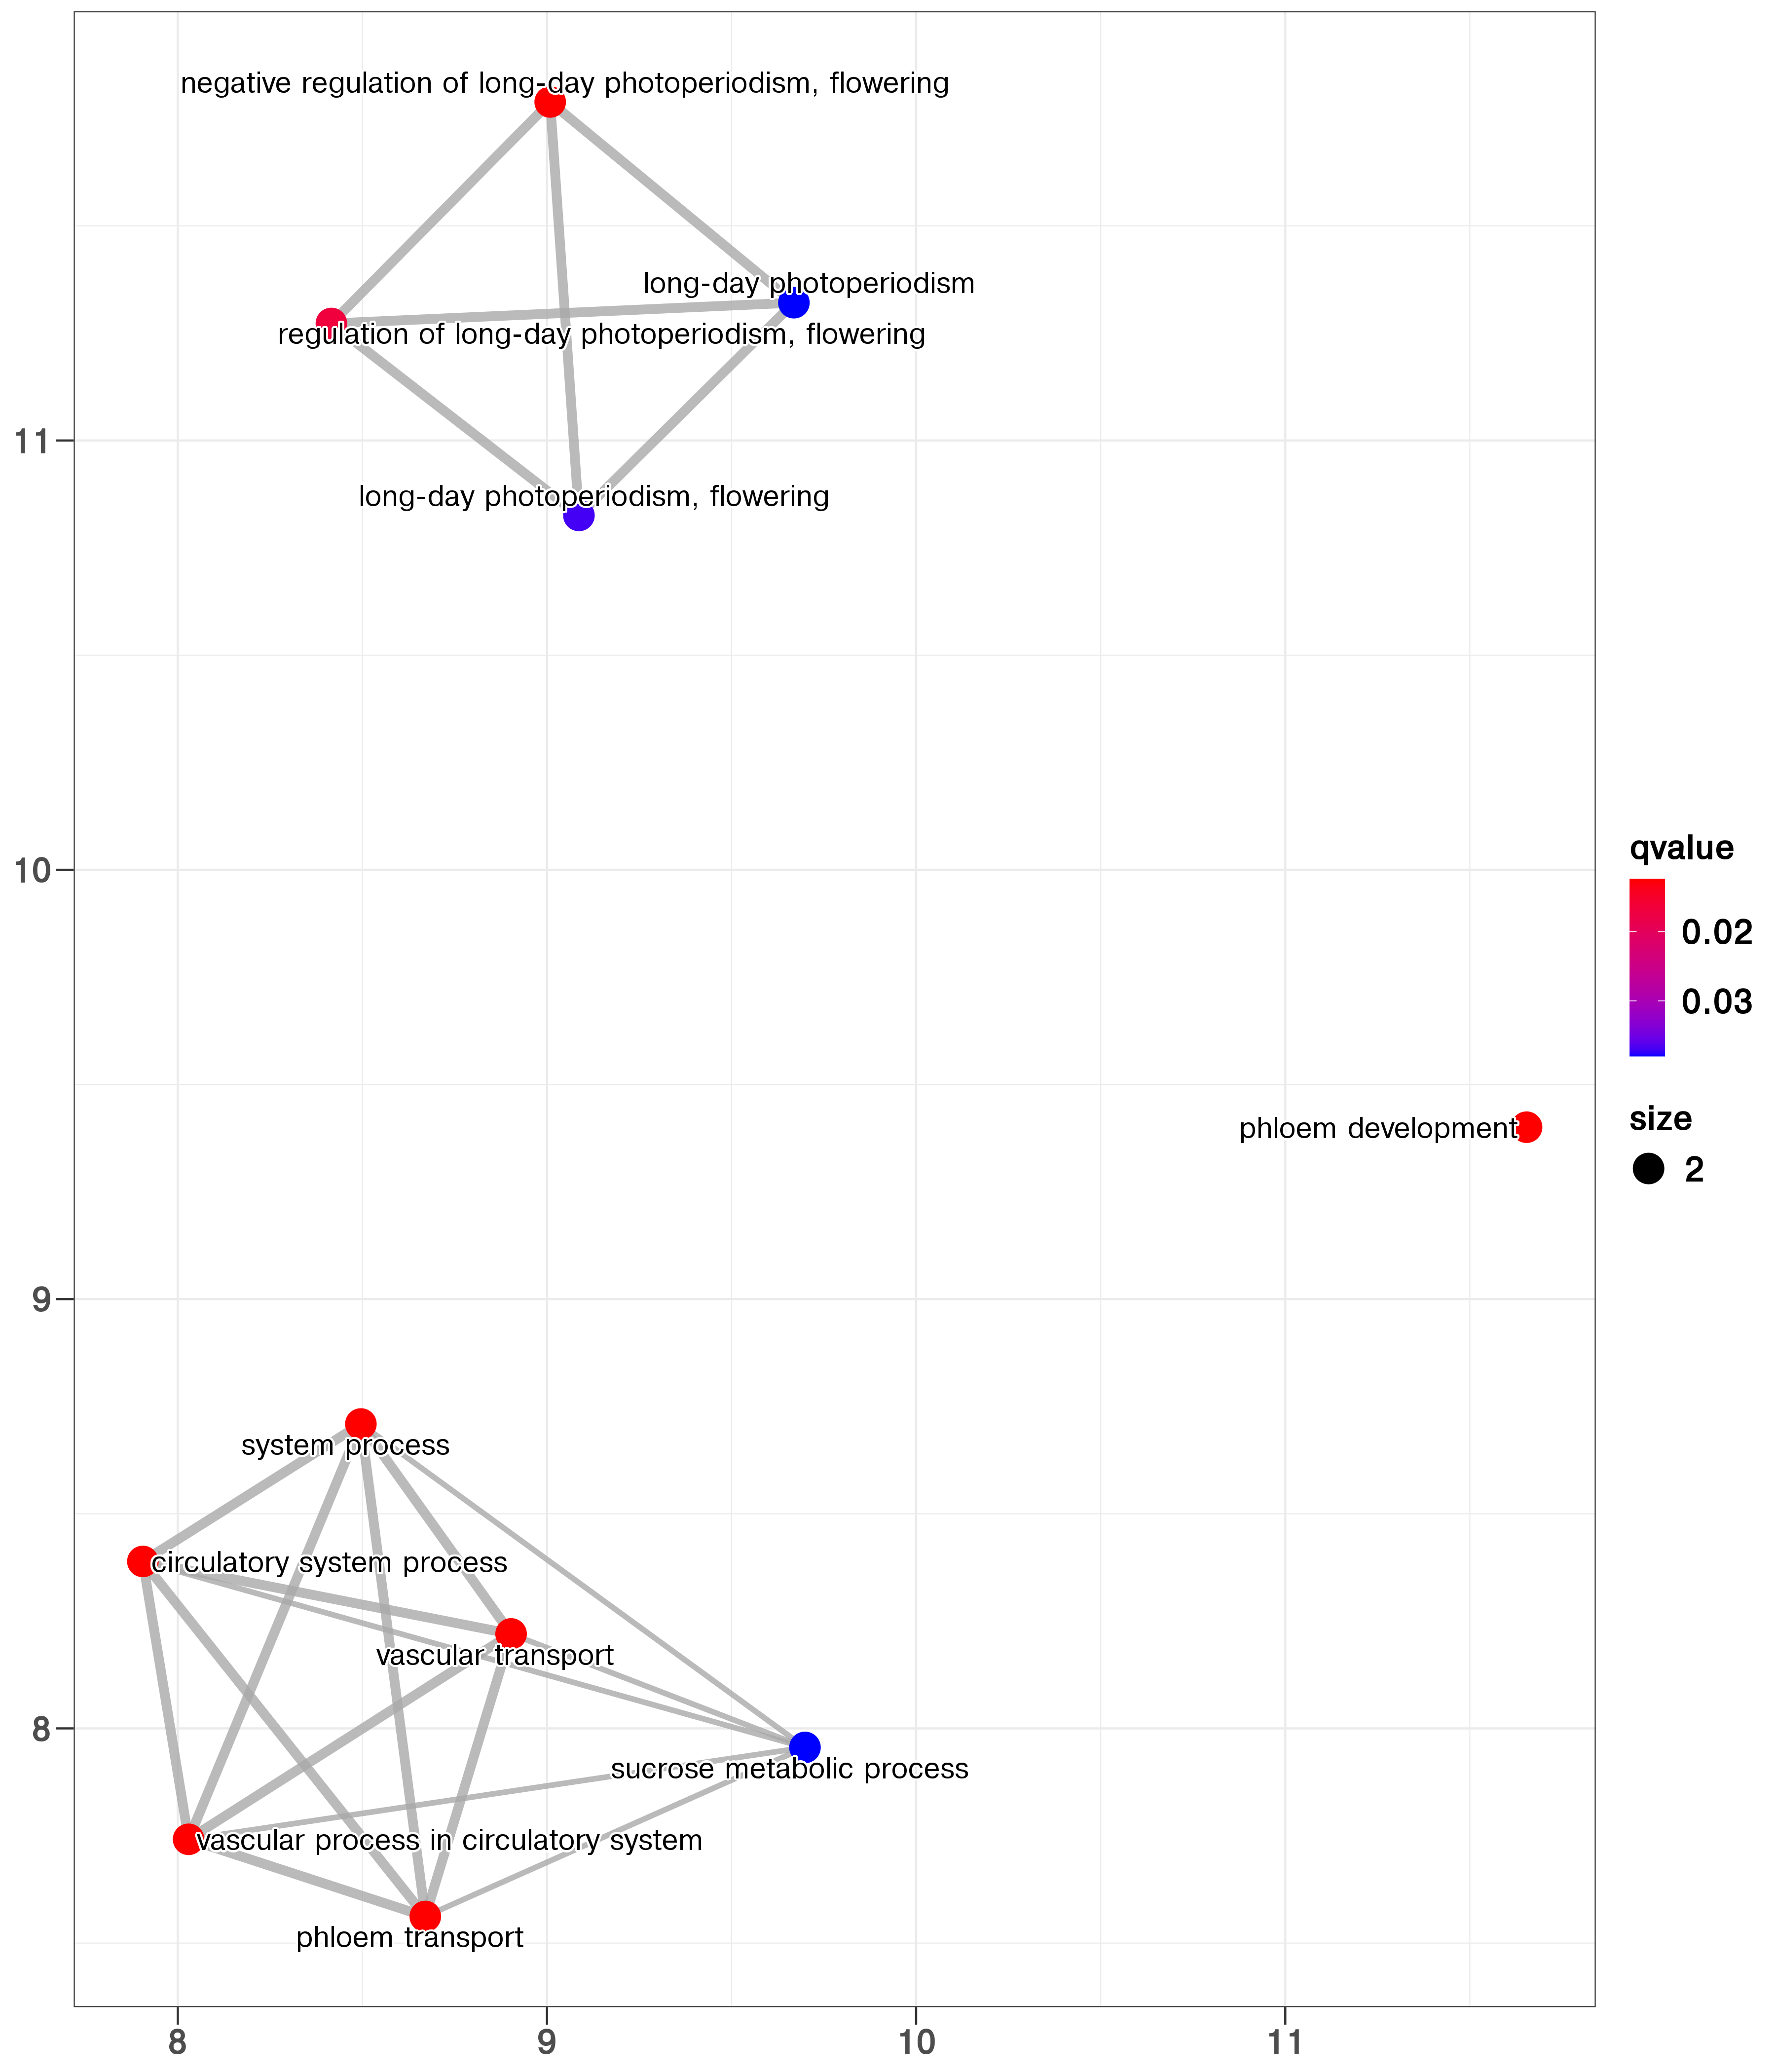 negative regulation of long-day photoperiodism, flowering
long-day photoperiodism
regulation of long-day photoperiodism, flowering
11
long-day photoperiodism, flowering
10
qvalue
0.02
0.03
phloem development
size
2
9
system process
circulatory system process
vascular transport
8
sucrose metabolic process
vascular process in circulatory system
phloem transport
8
9
10
11